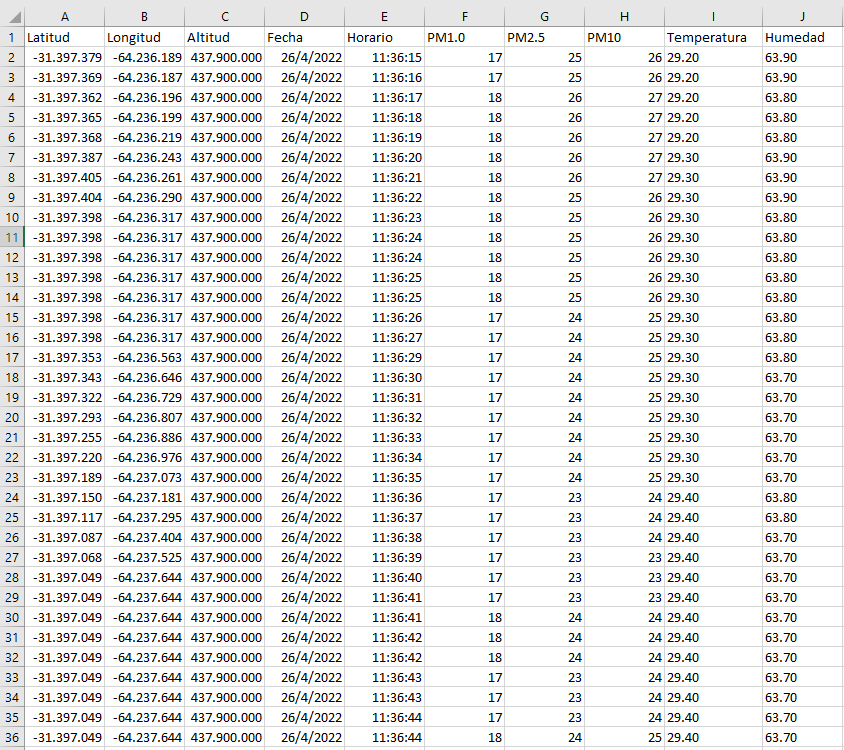 A B C D E F G H I J
1 Latitud Longitud Altitud Fecha Horario PM1.0 PM2.5 PM10 Temperatura Humedad
2 -31.397.379 -64.236.189 437.900.000 26/4/2022 11:36:15 17 25 26 29.20 63.90
3 -31.397.369 -64.236.187 437.900.000 26/4/2022 11:36:16 17 25 26 29.20 63.90
4 -31.397.362 -64.236.196 437.900.000 26/4/2022 11:36:17 18 26 27 29.20 63.80
5 -31.397.365 -64.236.199 437.900.000 26/4/2022 11:36:18 18 26 27 29.20 63.80
6 -31.397.368 -64.236.219 437.900.000 26/4/2022 11:36:19 18 26 27 29.20 63.80
7 -31.397.387 -64.236.243 437.900.000 26/4/2022 11:36:20 18 26 27 29.30 63.90
8 -31.397.405 -64.236.261 437.900.000 26/4/2022 11:36:21 18 26 27 29.30 63.90
9 -31.397.404 -64.236.290 437.900.000 26/4/2022 11:36:22 18 25 26 29.30 63.90
10 -31.397.398 -64.236.317 437.900.000 26/4/2022 11:36:23 18 25 26 29.30 63.80
11 -31.397.398 -64.236.317 437.900.000 26/4/2022 11:36:24 18 25 26 29.30 63.80
12 -31.397.398 -64.236.317 437.900.000 26/4/2022 11:36:24 18 25 26 29.30 63.80
13 -31.397.398 -64.236.317 437.900.000 26/4/2022 11:36:25 18 25 26 29.30 63.80
14 -31.397.398 -64.236.317 437.900.000 26/4/2022 11:36:25 18 25 26 29.30 63.80
15 -31.397.398 -64.236.317 437.900.000 26/4/2022 11:36:26 17 24 25 29.30 63.80
16 -31.397.398 -64.236.317 437.900.000 26/4/2022 11:36:27 17 24 25 29.30 63.80
17 -31.397.353 -64.236.563 437.900.000 26/4/2022 11:36:29 17 24 25 29.30 63.80
18 -31.397.343 -64.236.646 437.900.000 26/4/2022 11:36:30 17 24 25 29.30 63.70
19 -31.397.322 -64.236.729 437.900.000 26/4/2022 11:36:31 17 24 25 29.30 63.70
20 -31.397.293 -64.236.807 437.900.000 26/4/2022 11:36:32 17 24 25 29.30 63.70
21 -31.397.255 -64.236.886 437.900.000 26/4/2022 11:36:33 17 24 25 29.30 63.70
22 -31.397.220 -64.236.976 437.900.000 26/4/2022 11:36:34 17 24 25 29.30 63.70
23 -31.397.189 -64.237.073 437.900.000 26/4/2022 11:36:35 17 24 25 29.30 63.70
24 -31.397.150 -64.237.181 437.900.000 26/4/2022 11:36:36 17 23 24 29.40 63.80
25 -31.397.117 -64.237.295 437.900.000 26/4/2022 11:36:37 17 23 24 29.40 63.80
26 -31.397.087 -64.237.404 437.900.000 26/4/2022 11:36:38 17 23 24 29.40 63.70
27 -31.397.068 -64.237.525 437.900.000 26/4/2022 11:36:39 17 23 23 29.40 63.70
28 -31.397.049 -64.237.644 437.900.000 26/4/2022 11:36:40 17 23 23 29.40 63.70
29 -31.397.049 -64.237.644 437.900.000 26/4/2022 11:36:41 17 23 23 29.40 63.70
30 -31.397.049 -64.237.644 437.900.000 26/4/2022 11:36:41 18 24 24 29.40 63.70
31 -31.397.049 -64.237.644 437.900.000 26/4/2022 11:36:42 18 24 24 29.40 63.70
32 -31.397.049 -64.237.644 437.900.000 26/4/2022 11:36:42 18 24 24 29.40 63.70
33 -31.397.049 -64.237.644 437.900.000 26/4/2022 11:36:43 17 23 24 29.40 63.70
34 -31.397.049 -64.237.644 437.900.000 26/4/2022 11:36:43 17 23 24 29.40 63.70
35 -31.397.049 -64.237.644 437.900.000 26/4/2022 11:36:44 17 23 24 29.40 63.70
36 -31.397.049 -64.237.644 437.900.000 26/4/2022 11:36:44 18 24 25 29.40 63.70